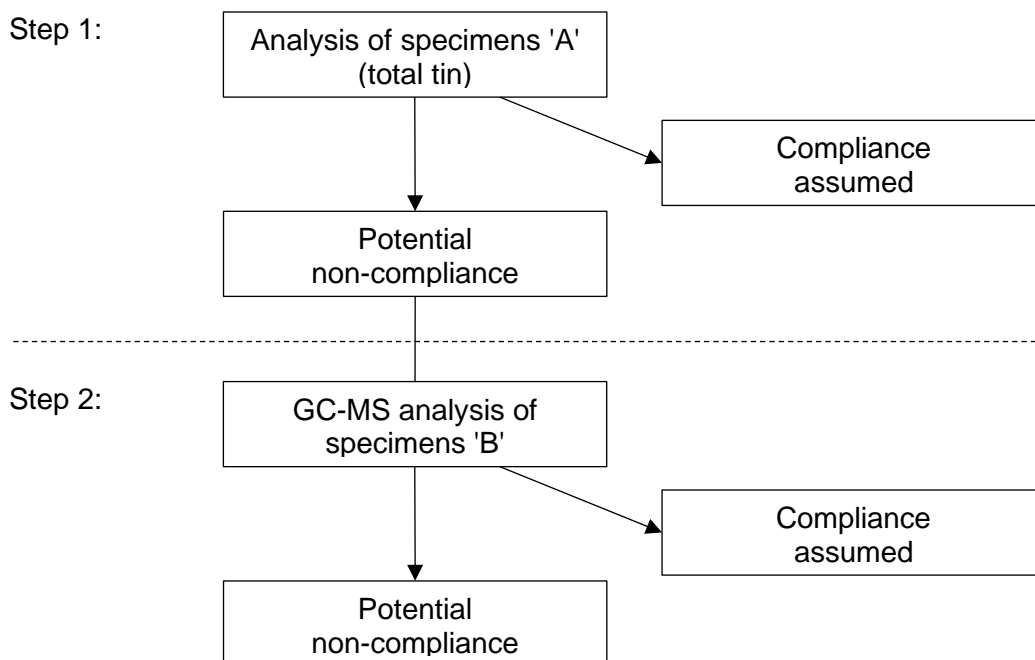 Step 1:
Analysis of specimens 'A'
(total tin)
Compliance
assumed
Potential
non-compliance
Step 2:
GC-MS analysis of
specimens 'B'
Compliance
assumed
Potential
non-compliance